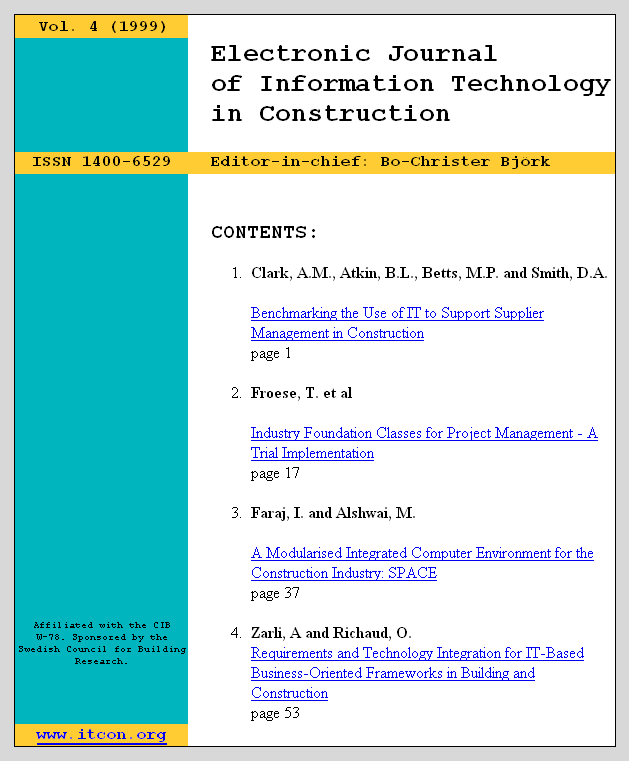 Vol. 4 (1999)
Electronic Journal
of Information Technology
in Construction
ISSN 1400-6529
Editor-in-chief: Bo-Christer Björk
CONTENTS:
1. Clark, A.M., Atkin, B.L., Betts, M.P. and Smith, D.A.
Benchmarking the Use of IT to Support Supplier
Management in Construction
page 1
2. Froese, T. et al
Industry Foundation Classes for Project Management - A
Trial Implementation
page 17
3. Faraj, I. and Alshwai, M.
A Modularised Integrated Computer Environment for the
Construction Industry: SPACE
page 37
4. Zarli, A and Richaud, O.
Requirements and Technology Integration for IT-Based
Business-Oriented Frameworks in Building and
Construction
page 53
Affiliated with the CIB
W-78. Sponsored by the
Swedish Council for Building
Research.
www.itcon.org